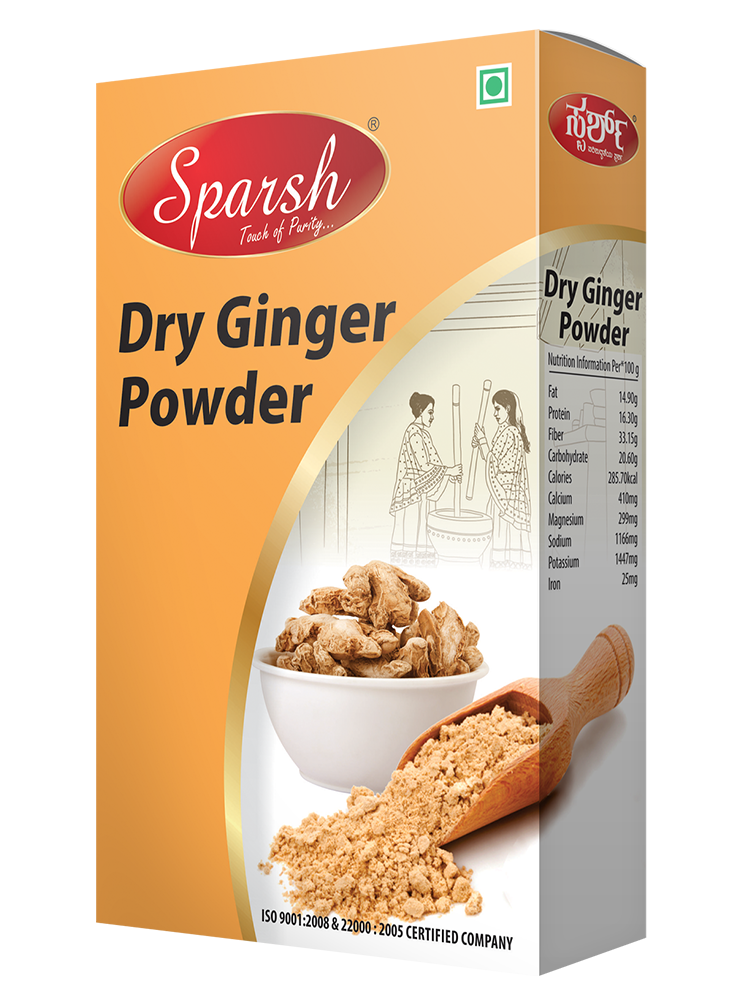 Sparsh
®
Touch of Purity...
Dry Ginger
Powder
ISO 9001:2008 & 22000 : 2005 CERTIFIED COMPANY
ಸ್ಪರ್ಶ್
Dry Ginger
Powder
Nutrition Information Per*100 g
Fat 14.90g
Protein 16.30g
Fiber 33.15g
Carbohydrate 20.60g
Calories 285.70kcal
Calcium 410mg
Magnesium 299mg
Sodium 1166mg
Potassium 1447mg
Iron 25mg